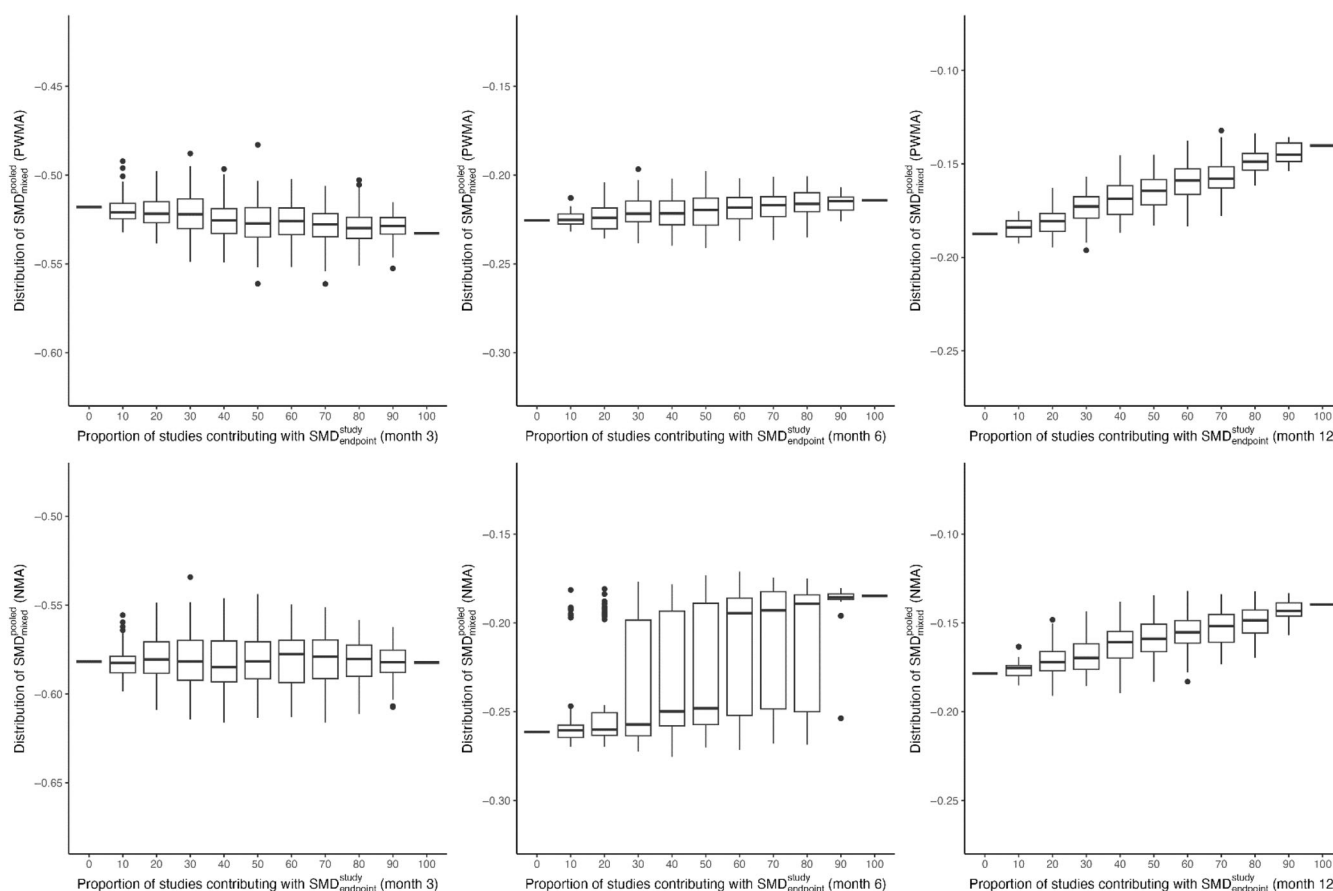 Distribution of SMD^pooled_mixed (PWMA)
−0.45
−0.50
−0.55
−0.60
0 10 20 30 40 50 60 70 80 90 100
Proportion of studies contributing with SMD^study_endpoint (month 3)
Distribution of SMD^pooled_mixed (PWMA)
−0.15
−0.20
−0.25
−0.30
0 10 20 30 40 50 60 70 80 90 100
Proportion of studies contributing with SMD^study_endpoint (month 6)
Distribution of SMD^pooled_mixed (PWMA)
−0.10
−0.15
−0.20
−0.25
0 10 20 30 40 50 60 70 80 90 100
Proportion of studies contributing with SMD^study_endpoint (month 12
Distribution of SMD^pooled_mixed (NMA)
−0.50
−0.55
−0.60
−0.65
0 10 20 30 40 50 60 70 80 90 100
Proportion of studies contributing with SMD^study_endpoint (month 3)
Distribution of SMD^pooled_mixed (NMA)
−0.15
−0.20
−0.25
−0.30
0 10 20 30 40 50 60 70 80 90 100
Proportion of studies contributing with SMD^study_endpoint (month 6)
Distribution of SMD^pooled_mixed (NMA)
−0.10
−0.15
−0.20
−0.25
0 10 20 30 40 50 60 70 80 90 100
Proportion of studies contributing with SMD^study_endpoint (month 12